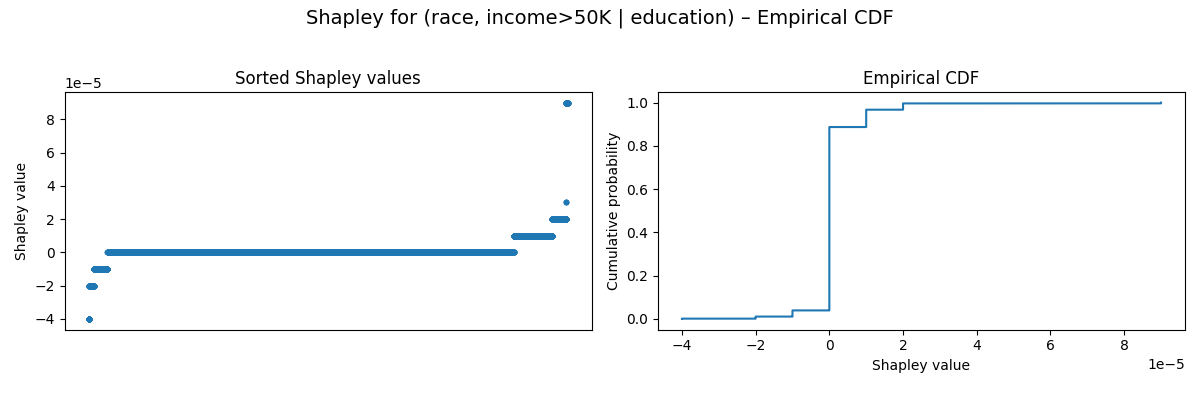 Shapley for (race, income>50K | education) – Empirical CDF
Sorted Shapley values
1e−5
8
6
4
2
0
−2
−4
Shapley value
Empirical CDF
1.0
0.8
0.6
0.4
0.2
0.0
Cumulative probability
−4 −2 0 2 4 6 8
1e−5
Shapley value